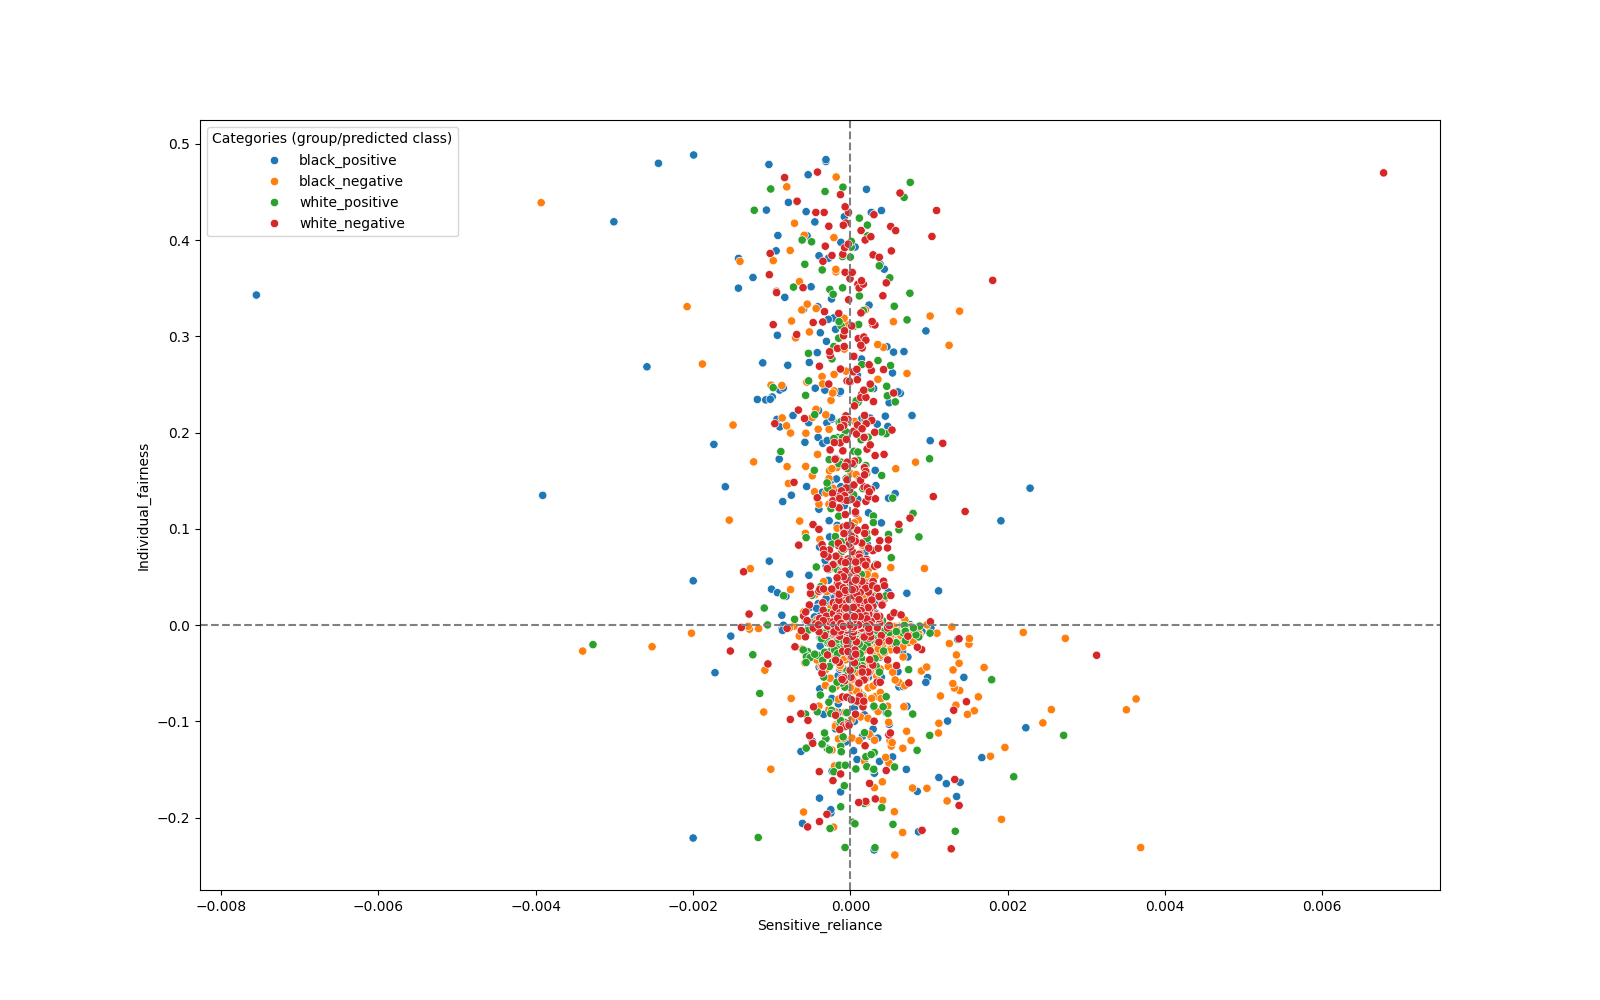 Categories (group/predicted class)
black_positive
black_negative
white_positive
white_negative
0.5
0.4
0.3
0.2
0.1
0.0
−0.1
−0.2
Individual_fairness
−0.008
−0.006
−0.004
−0.002
0.000
0.002
0.004
0.006
Sensitive_reliance